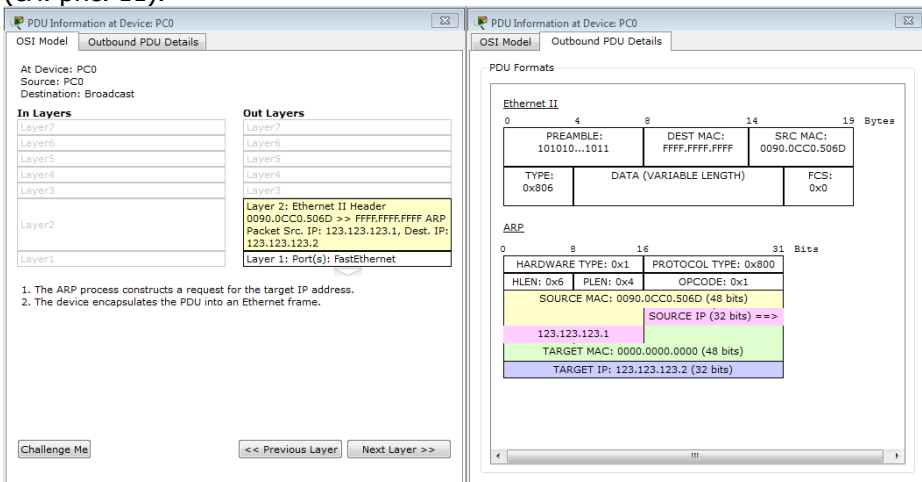 PDU Information at Device: PC0
OSI Model Outbound PDU Details
At Device: PC0
Source: PC0
Destination: Broadcast
In Layers Out Layers
Layer7 Layer7
Layer6 Layer6
Layer5 Layer5
Layer4 Layer4
Layer3 Layer3
Layer2
Layer 2: Ethernet II Header
0090.0CC0.506D >> FFFF.FFFF.FFFF ARP
Packet Src. IP: 123.123.123.1, Dest. IP:
123.123.123.2
Layer1 Layer 1: Port(s): FastEthernet
1. The ARP process constructs a request for the target IP address.
2. The device encapsulates the PDU into an Ethernet frame.
Challenge Me << Previous Layer Next Layer >>
PDU Information at Device: PC0
OSI Model Outbound PDU Details
PDU Formats
Ethernet II
0 4 8 14 19 Bytes
PREAMBLE: DEST MAC: SRC MAC:
101010...1011 FFFF.FFFF.FFFF 0090.0CC0.506D
TYPE: DATA (VARIABLE LENGTH) FCS:
0x806 0x0
ARP
0 8 16 31 Bits
HARDWARE TYPE: 0x1 PROTOCOL TYPE: 0x800
HLEN: 0x6 PLEN: 0x4 OPCODE: 0x1
SOURCE MAC: 0090.0CC0.506D (48 bits)
SOURCE IP (32 bits) ==>
123.123.123.1
TARGET MAC: 0000.0000.0000 (48 bits)
TARGET IP: 123.123.123.2 (32 bits)